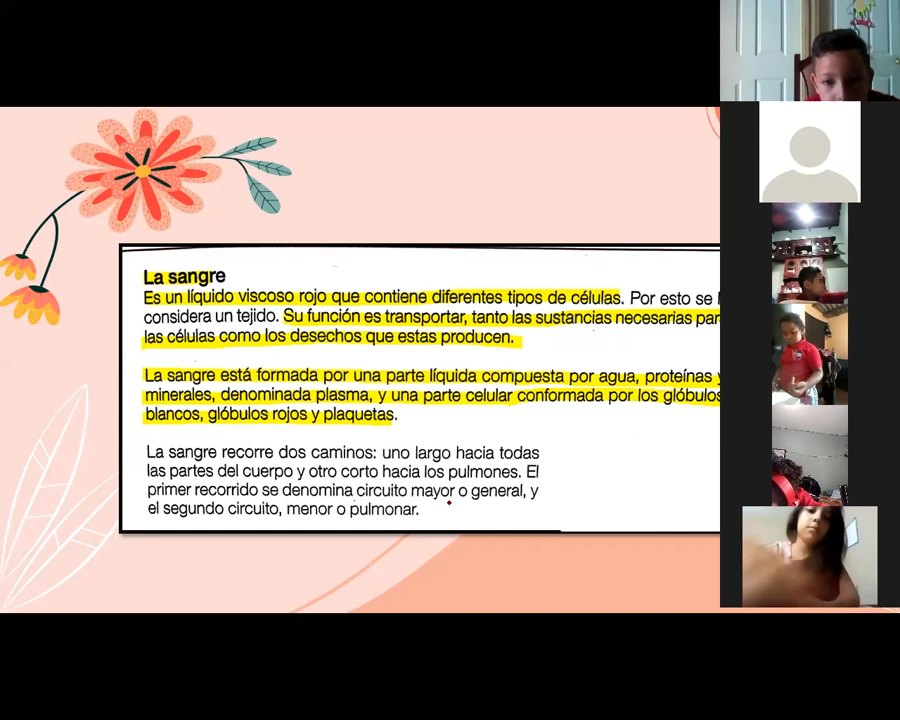 La sangre
Es un líquido viscoso rojo que contiene diferentes tipos de células. Por esto se
considera un tejido. Su función es transportar, tanto las sustancias necesarias
las células como los desechos que estas producen.
La sangre está formada por una parte líquida compuesta por agua, proteínas
minerales, denominada plasma, y una parte celular conformada por los glóbulos
blancos, glóbulos rojos y plaquetas.
La sangre recorre dos caminos: uno largo hacia todas
las partes del cuerpo y otro corto hacia los pulmones. El
primer recorrido se denomina circuito mayor o general, y
el segundo circuito, menor o pulmonar.